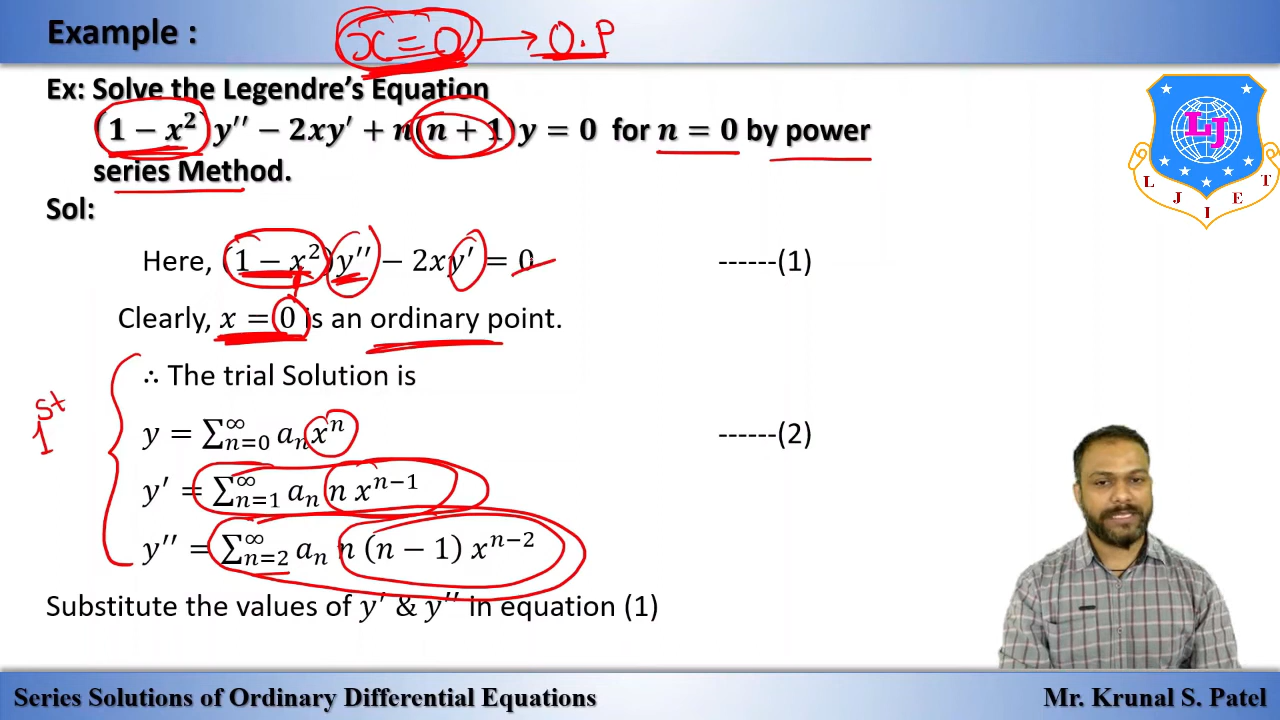 Example :
x = 0 → O.P
Ex: Solve the Legendre's Equation
(1 − x²)y′′ − 2xy′ + n(n + 1)y = 0 for n = 0 by power
series Method.
Sol:
Here, (1 − x²)y′′ − 2xy′ = 0 ------(1)
Clearly, x = 0 is an ordinary point.
∴ The trial Solution is
1st
y = ∑_{n=0}^{∞} aₙ xⁿ ------(2)
y′ = ∑_{n=1}^{∞} aₙ n xⁿ⁻¹
y′′ = ∑_{n=2}^{∞} aₙ n (n − 1) xⁿ⁻²
Substitute the values of y′ & y′′ in equation (1)
LJ
L J I E T
Series Solutions of Ordinary Differential Equations
Mr. Krunal S. Patel